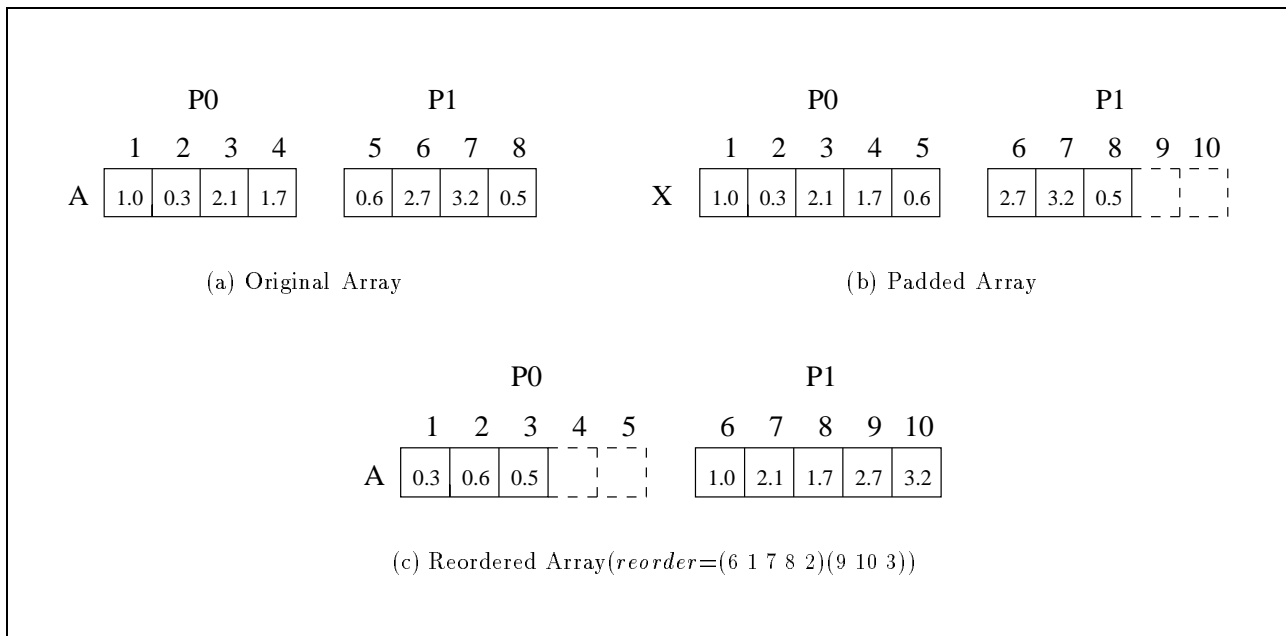 P0 P1
1 2 3 4 5 6 7 8
A 1.0 0.3 2.1 1.7 0.6 2.7 3.2 0.5
(a) Original Array
P0 P1
1 2 3 4 5 6 7 8 9 10
X 1.0 0.3 2.1 1.7 0.6 2.7 3.2 0.5
(b) Padded Array
P0 P1
1 2 3 4 5 6 7 8 9 10
A 0.3 0.6 0.5 1.0 2.1 1.7 2.7 3.2
(c) Reordered Array(reorder=(6 1 7 8 2)(9 10 3))